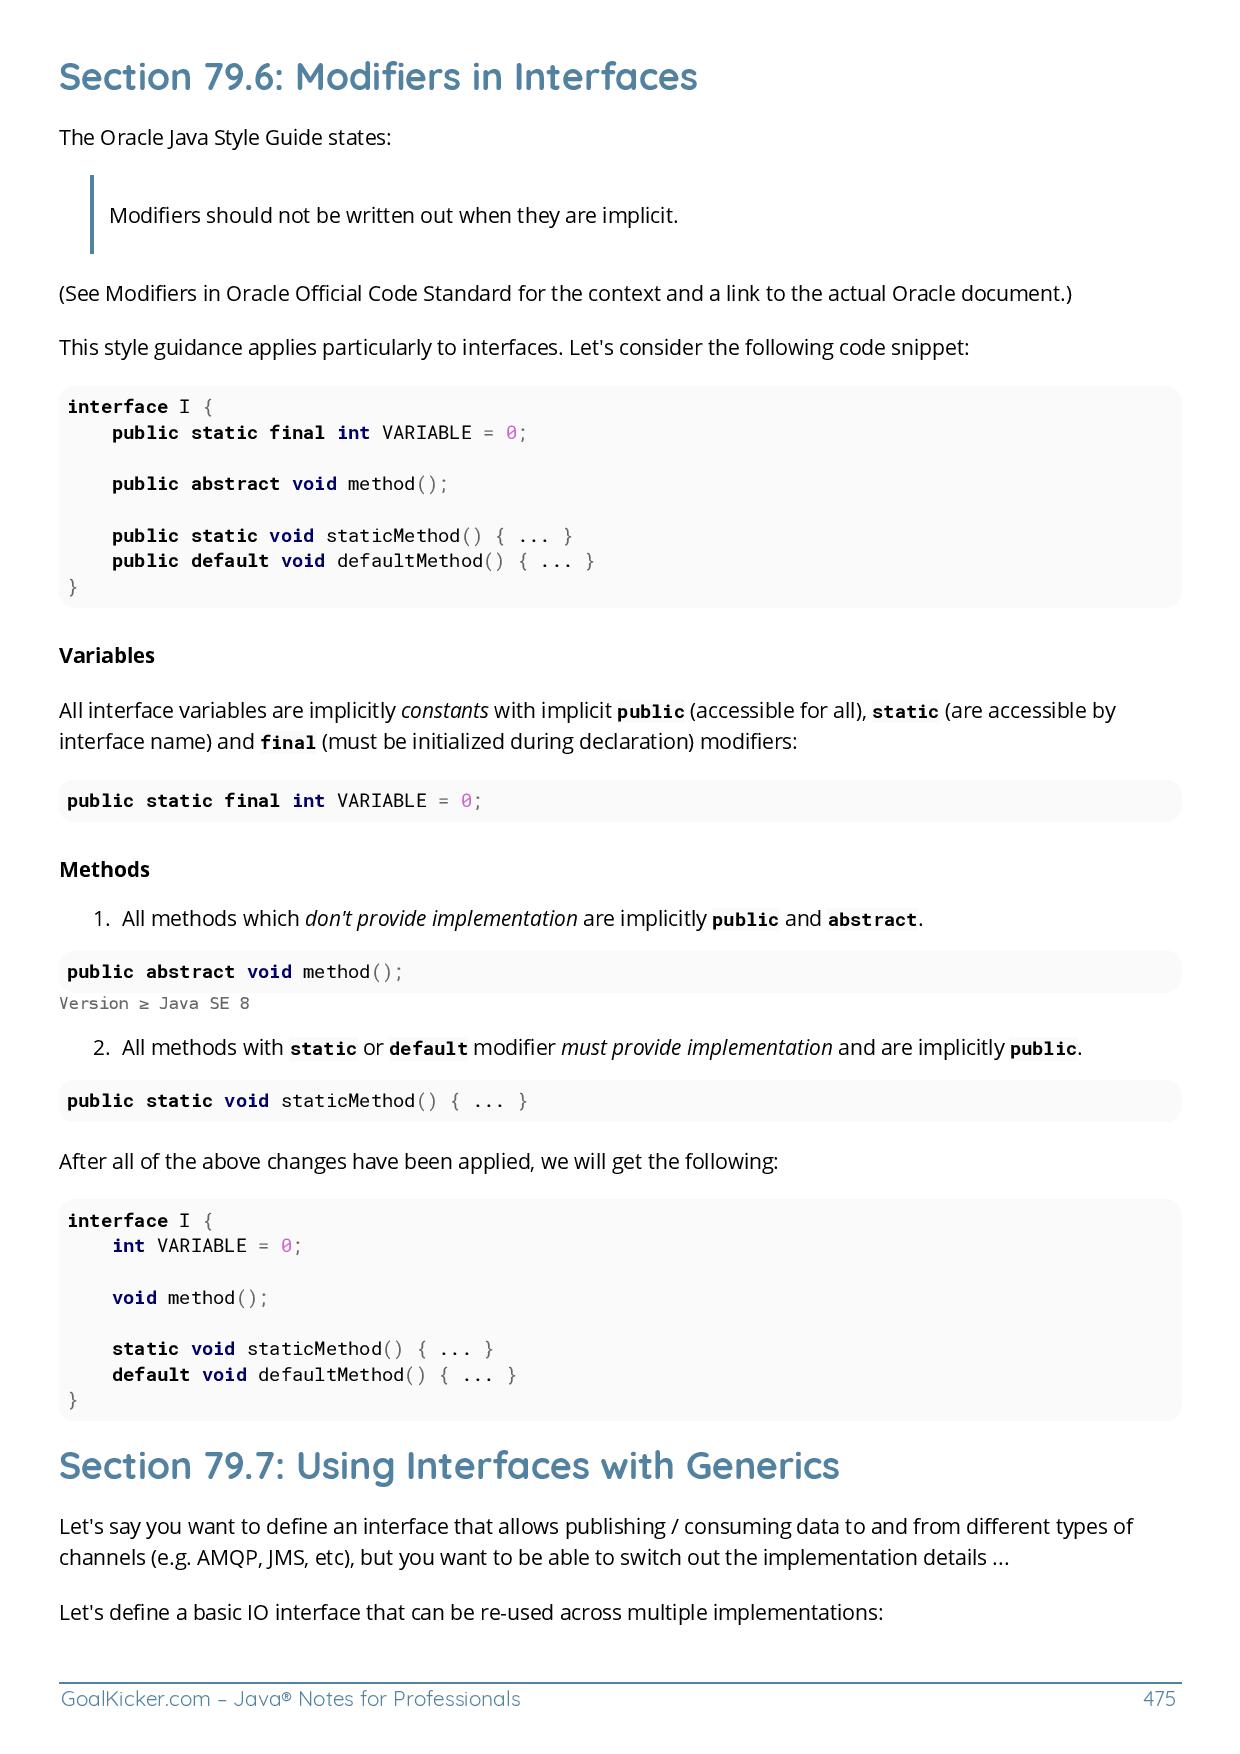 Section 79.6: Modifiers in Interfaces
The Oracle Java Style Guide states:
Modifiers should not be written out when they are implicit.
(See Modifiers in Oracle Official Code Standard for the context and a link to the actual Oracle document.)
This style guidance applies particularly to interfaces. Let's consider the following code snippet:
interface I {
    public static final int VARIABLE = 0;
    public abstract void method();
    public static void staticMethod() { ... }
    public default void defaultMethod() { ... }
}
Variables
All interface variables are implicitly constants with implicit public (accessible for all), static (are accessible by
interface name) and final (must be initialized during declaration) modifiers:
public static final int VARIABLE = 0;
Methods
1. All methods which don't provide implementation are implicitly public and abstract.
public abstract void method();
Version ≥ Java SE 8
2. All methods with static or default modifier must provide implementation and are implicitly public.
public static void staticMethod() { ... }
After all of the above changes have been applied, we will get the following:
interface I {
    int VARIABLE = 0;
    void method();
    static void staticMethod() { ... }
    default void defaultMethod() { ... }
}
Section 79.7: Using Interfaces with Generics
Let's say you want to define an interface that allows publishing / consuming data to and from different types of
channels (e.g. AMQP, JMS, etc), but you want to be able to switch out the implementation details ...
Let's define a basic IO interface that can be re-used across multiple implementations:
GoalKicker.com – Java® Notes for Professionals 475